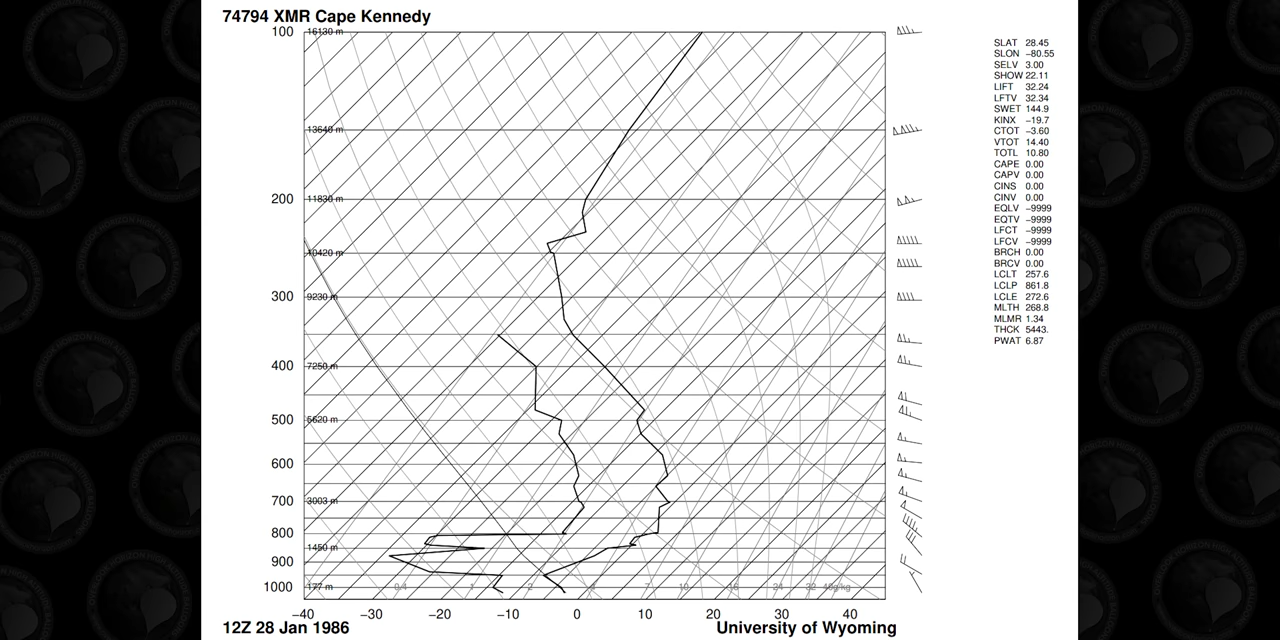 74794 XMR Cape Kennedy
100
16130 m
13640 m
200
11830 m
10420 m
300
9230 m
400
7250 m
500
5620 m
600
700
3003 m
800
1450 m
900
1000
177 m
0.4
1
2
4
7
10
16
24
32
40g/kg
−40
−30
−20
−10
0
10
20
30
40
12Z 28 Jan 1986
University of Wyoming
SLAT 28.45
SLON −80.55
SELV 3.00
SHOW 22.11
LIFT 32.24
LFTV 32.34
SWET 144.9
KINX −19.7
CTOT −3.60
VTOT 14.40
TOTL 10.80
CAPE 0.00
CAPV 0.00
CINS 0.00
CINV 0.00
EQLV −9999
EQTV −9999
LFCT −9999
LFCV −9999
BRCH 0.00
BRCV 0.00
LCLT 257.6
LCLP 861.8
LCLE 272.6
MLTH 268.8
MLMR 1.34
THCK 5443.
PWAT 6.87